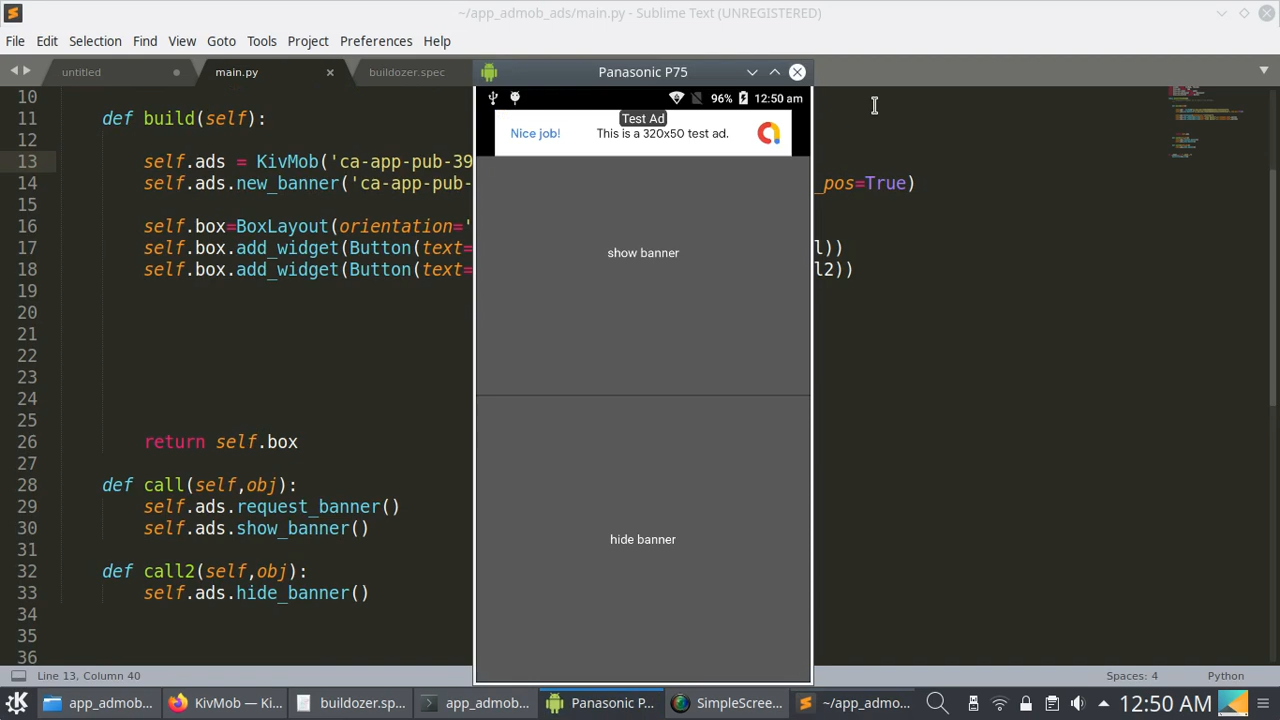 ~/app_admob_ads/main.py - Sublime Text (UNREGISTERED)
File Edit Selection Find View Goto Tools Project Preferences Help
untitled
main.py
buildozer.spec
Panasonic P75
96% 12:50 am
Test Ad
Nice job! This is a 320x50 test ad.
show banner
hide banner
10
11 def build(self):
12
13 self.ads = KivMob('ca-app-pub-39
14 self.ads.new_banner('ca-app-pub- _pos=True)
15
16 self.box=BoxLayout(orientation='
17 self.box.add_widget(Button(text= l))
18 self.box.add_widget(Button(text= l2))
19
20
21
22
23
24
25
26 return self.box
27
28 def call(self,obj):
29 self.ads.request_banner()
30 self.ads.show_banner()
31
32 def call2(self,obj):
33 self.ads.hide_banner()
34
35
36
Line 13, Column 40
Spaces: 4
Python
app_admob...
KivMob — Ki...
buildozer.sp...
app_admob...
Panasonic P...
SimpleScree...
~/app_admo...
12:50 AM